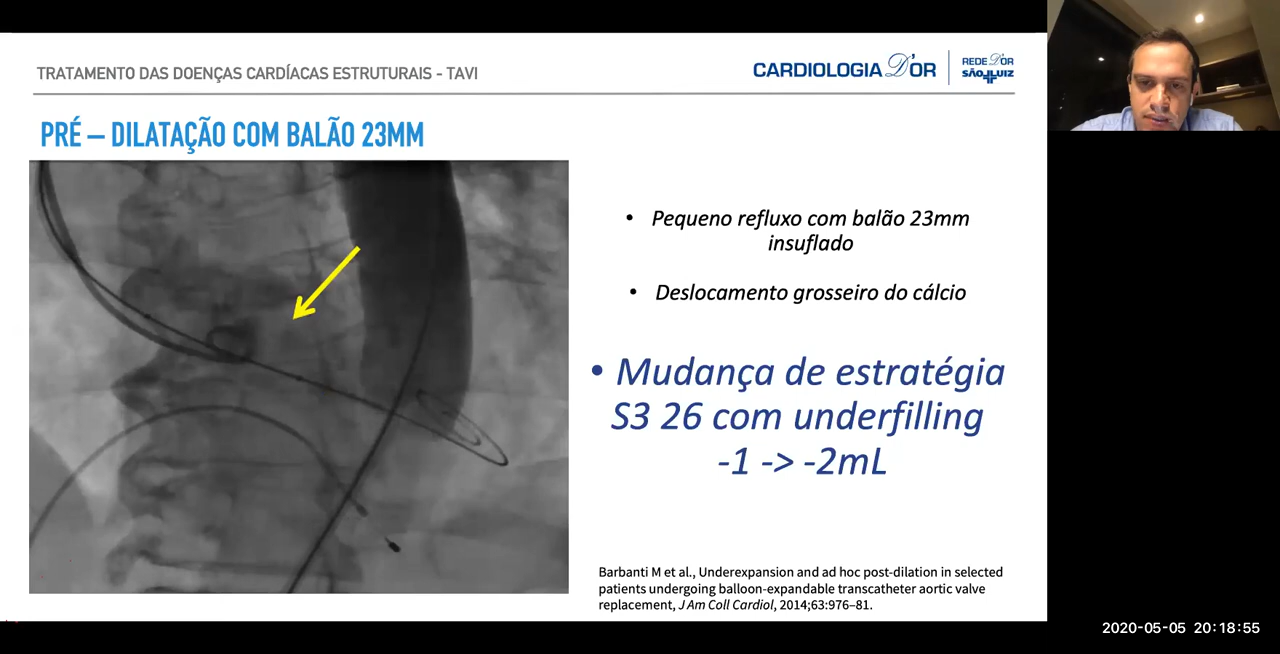 TRATAMENTO DAS DOENÇAS CARDÍACAS ESTRUTURAIS - TAVI
CARDIOLOGIA D'OR
REDE D'OR
SÃO LUIZ
PRÉ – DILATAÇÃO COM BALÃO 23MM
• Pequeno refluxo com balão 23mm
insuflado
• Deslocamento grosseiro do cálcio
• Mudança de estratégia
S3 26 com underfilling
-1 -> -2mL
Barbanti M et al., Underexpansion and ad hoc post-dilation in selected
patients undergoing balloon-expandable transcatheter aortic valve
replacement, J Am Coll Cardiol, 2014;63:976–81.
2020-05-05 20:18:55